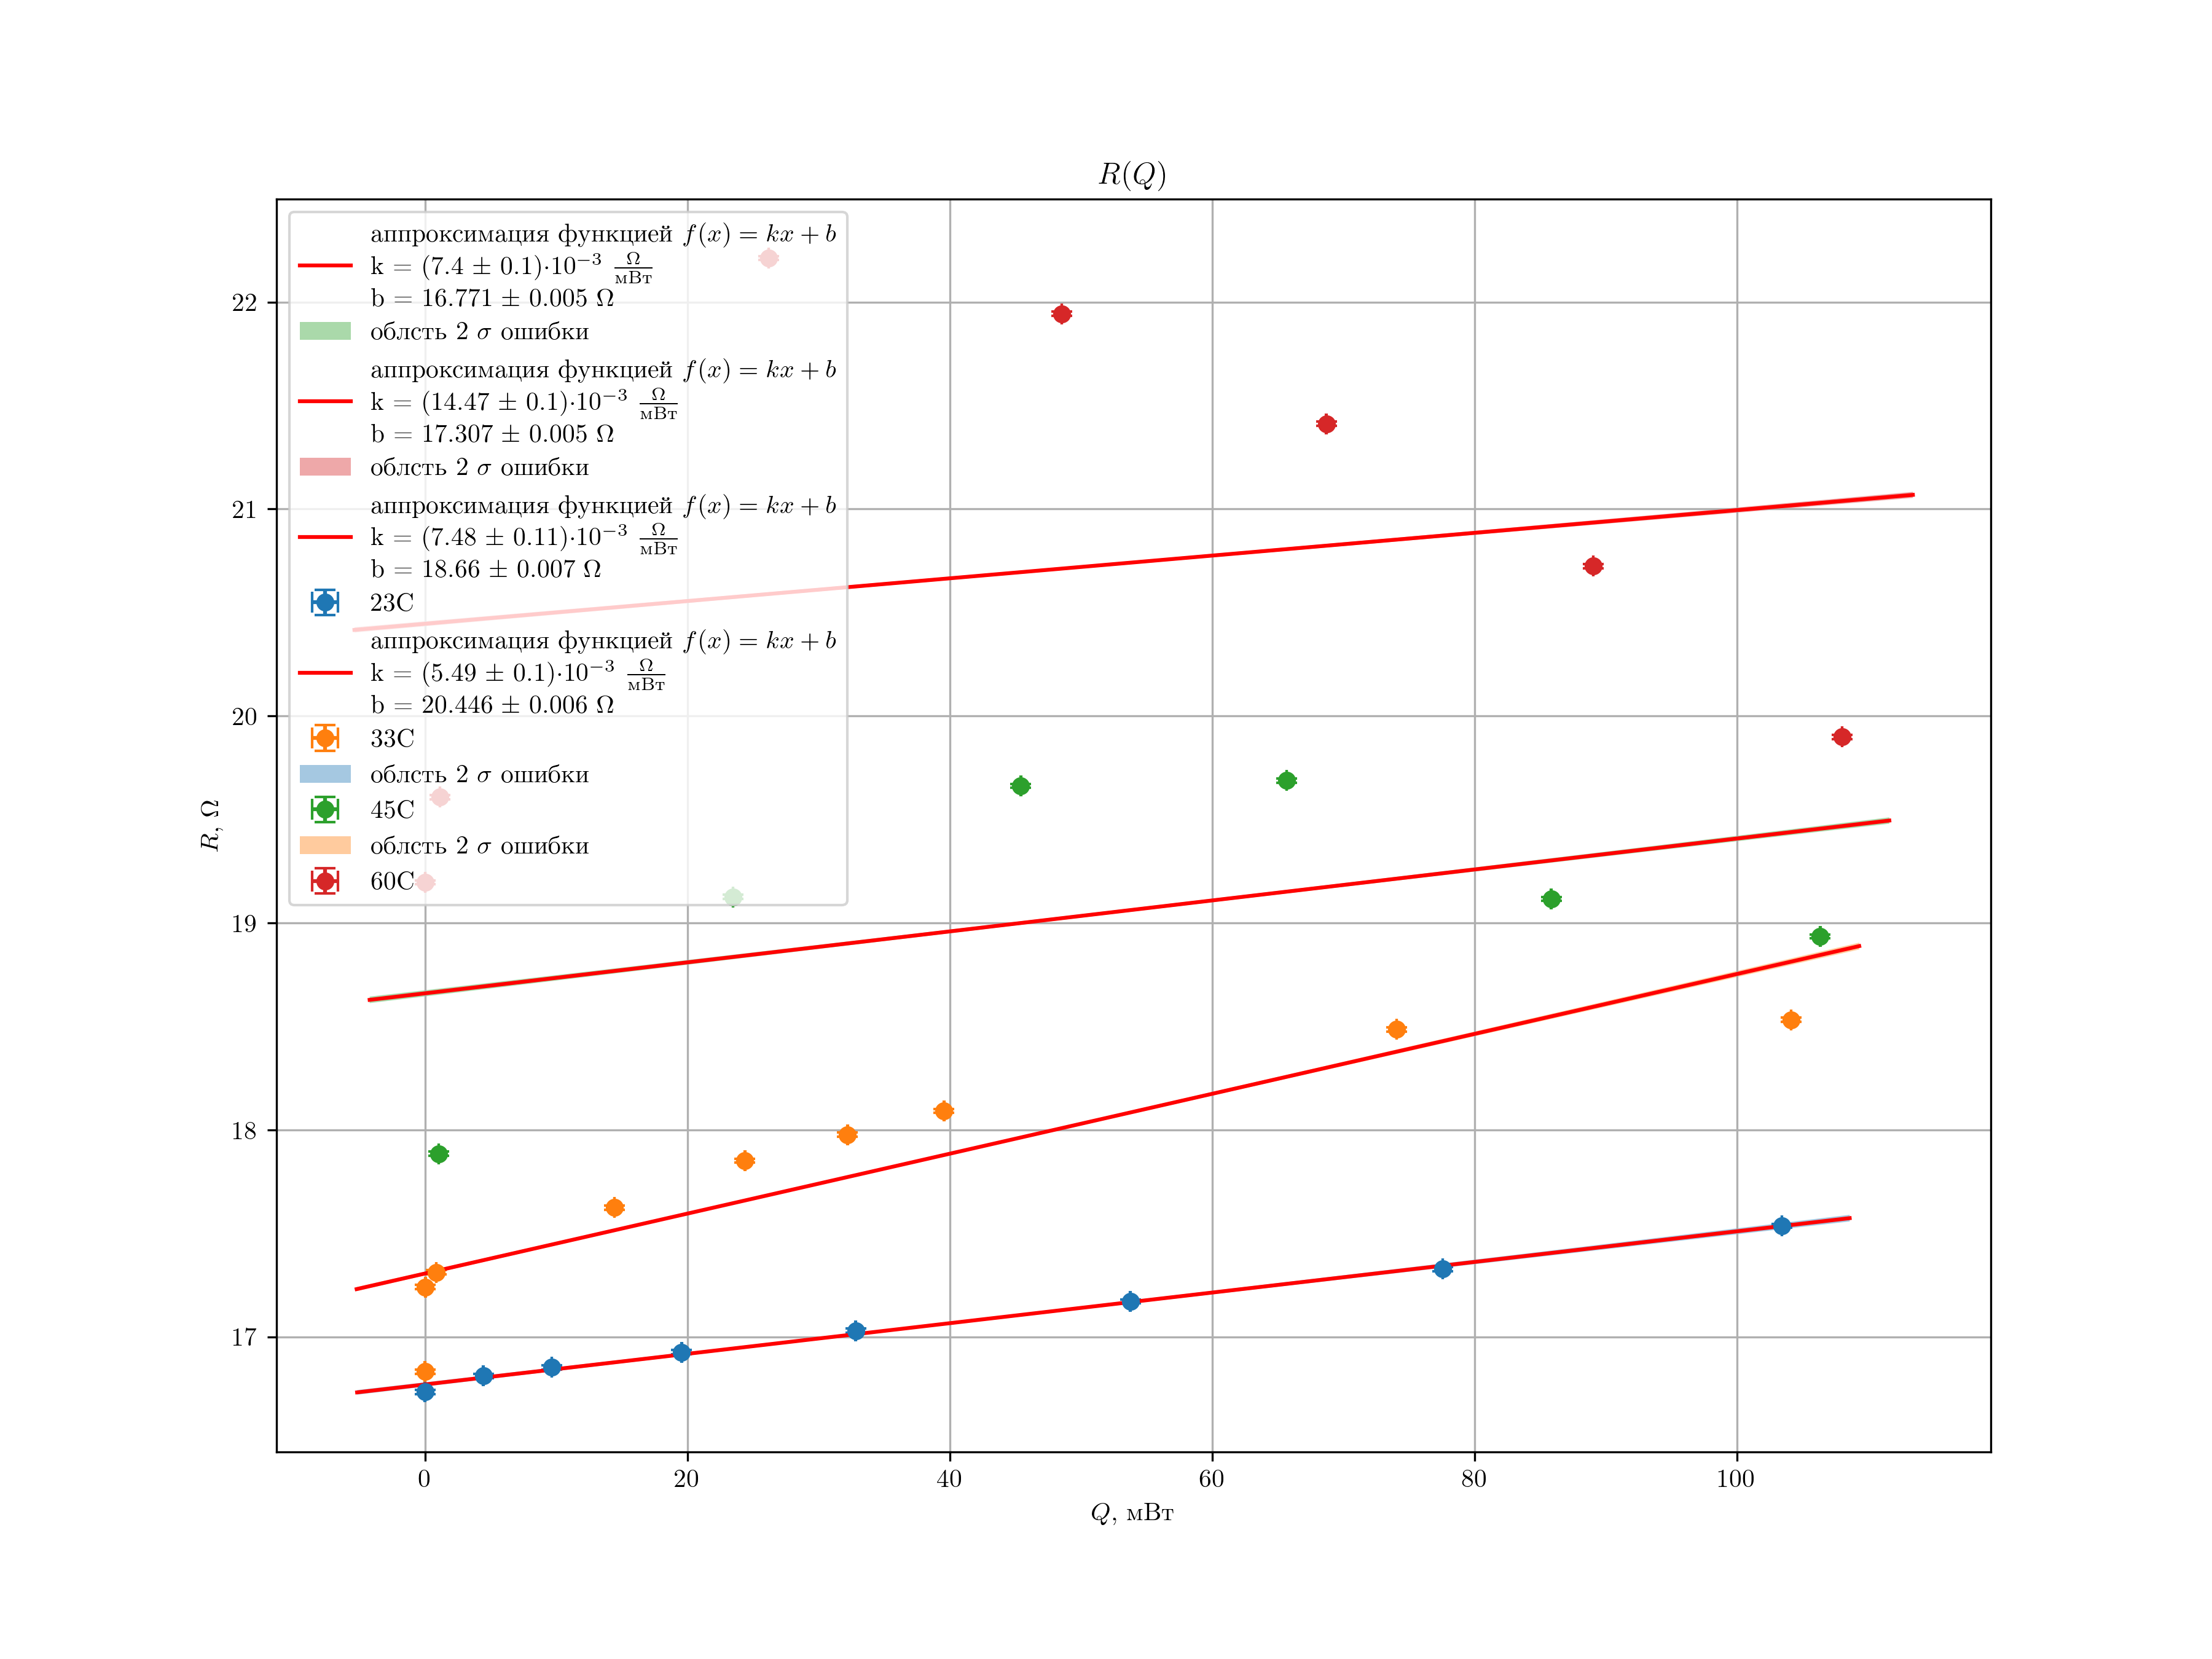 R(Q)
аппроксимация функцией f(x) = kx + b
k = (7.4 ± 0.1)·10⁻³ Ω/мВт
b = 16.771 ± 0.005 Ω
облсть 2 σ ошибки
аппроксимация функцией f(x) = kx + b
k = (14.47 ± 0.1)·10⁻³ Ω/мВт
b = 17.307 ± 0.005 Ω
облсть 2 σ ошибки
аппроксимация функцией f(x) = kx + b
k = (7.48 ± 0.11)·10⁻³ Ω/мВт
b = 18.66 ± 0.007 Ω
23C
аппроксимация функцией f(x) = kx + b
k = (5.49 ± 0.1)·10⁻³ Ω/мВт
b = 20.446 ± 0.006 Ω
33C
облсть 2 σ ошибки
45C
облсть 2 σ ошибки
60C
22
21
20
19
18
17
R, Ω
0 20 40 60 80 100
Q, мВт